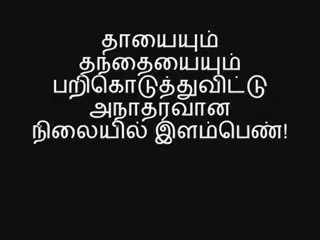 தாயையும்
தந்தையையும்
பறிகொடுத்துவிட்டு
அநாதரவான
நிலையில் இளம்பெண்!